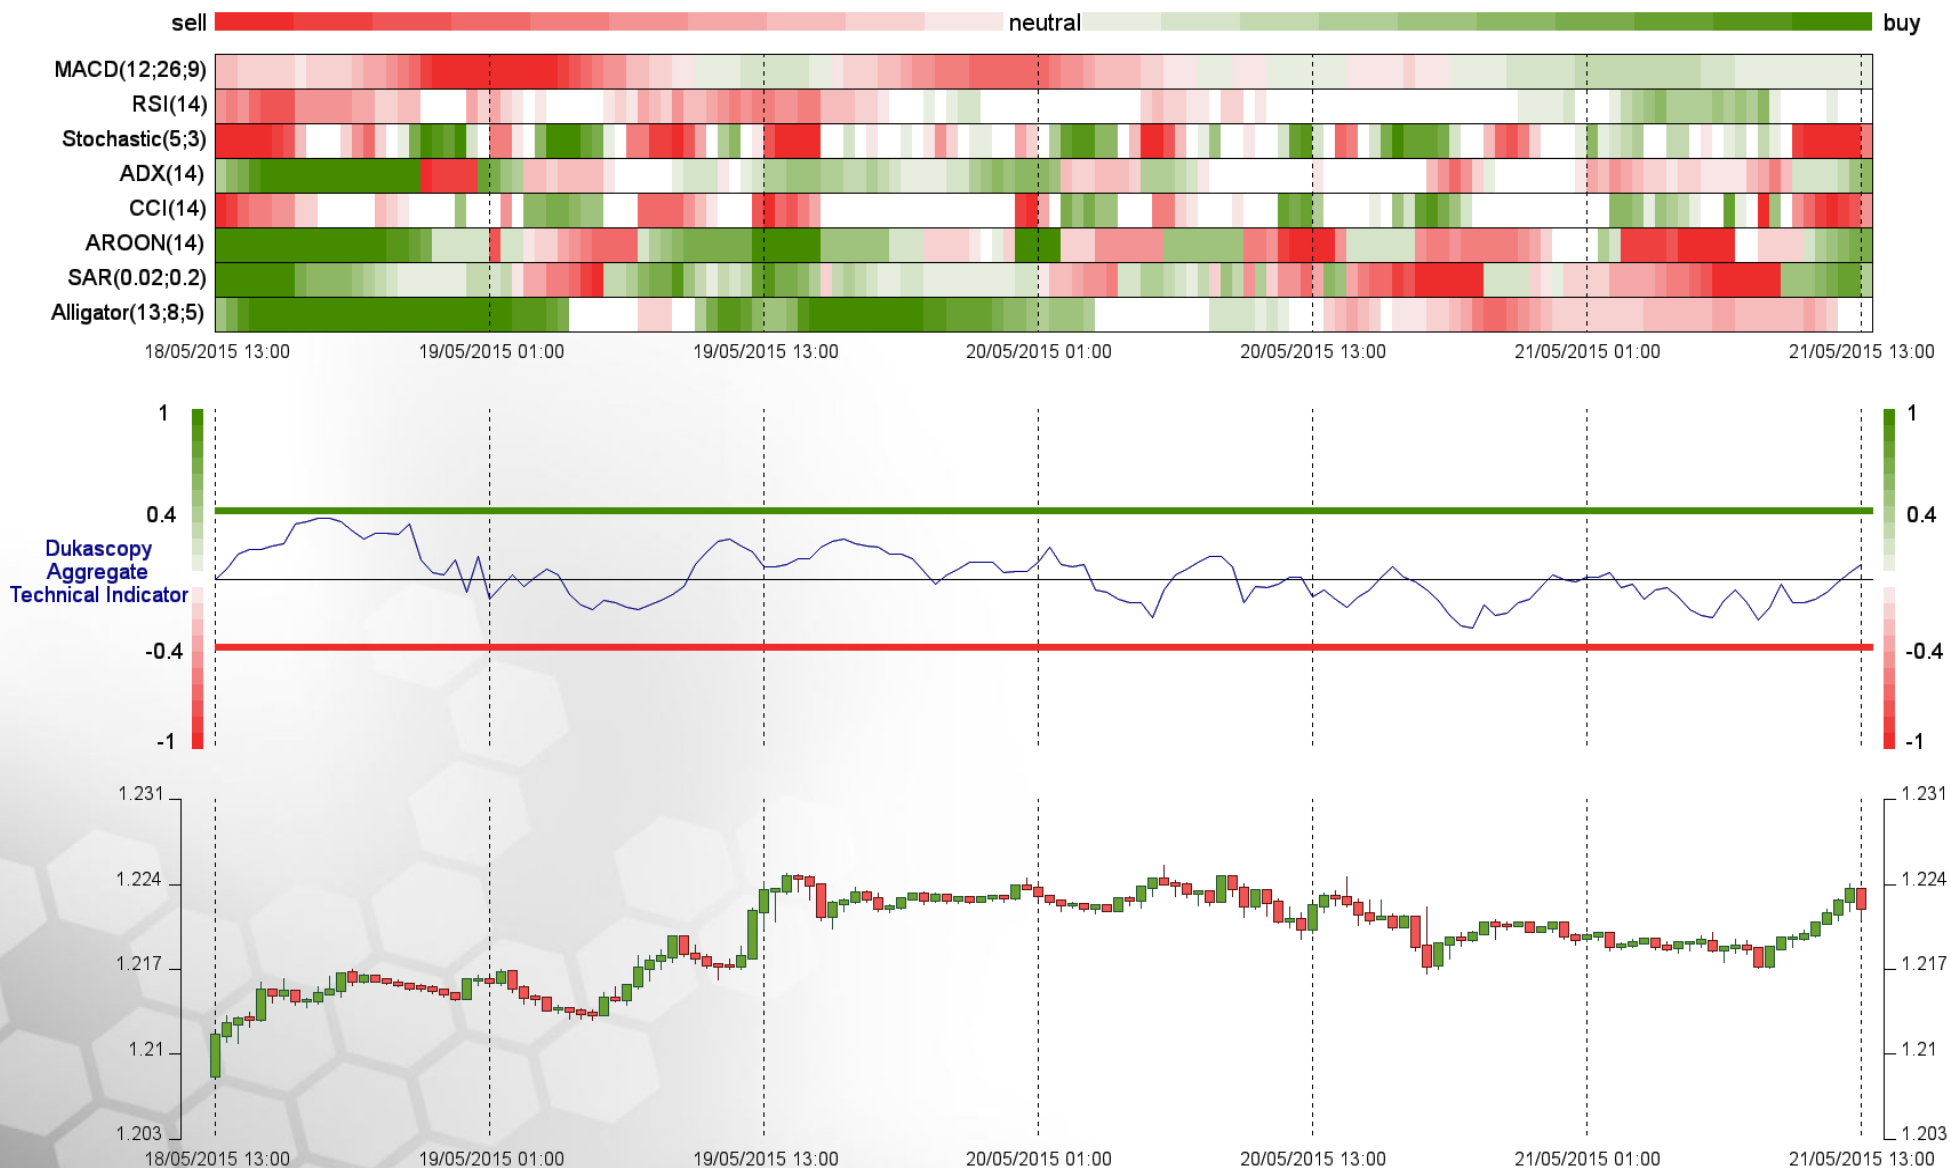 sell neutral buy
MACD(12;26;9)
RSI(14)
Stochastic(5;3)
ADX(14)
CCI(14)
AROON(14)
SAR(0.02;0.2)
Alligator(13;8;5)
18/05/2015 13:00 19/05/2015 01:00 19/05/2015 13:00 20/05/2015 01:00 20/05/2015 13:00 21/05/2015 01:00 21/05/2015 13:00
1 1
0.4 0.4
Dukascopy
Aggregate
Technical Indicator
-0.4 -0.4
-1 -1
1.231 1.231
1.224 1.224
1.217 1.217
1.21 1.21
1.203 1.203
18/05/2015 13:00 19/05/2015 01:00 19/05/2015 13:00 20/05/2015 01:00 20/05/2015 13:00 21/05/2015 01:00 21/05/2015 13:00